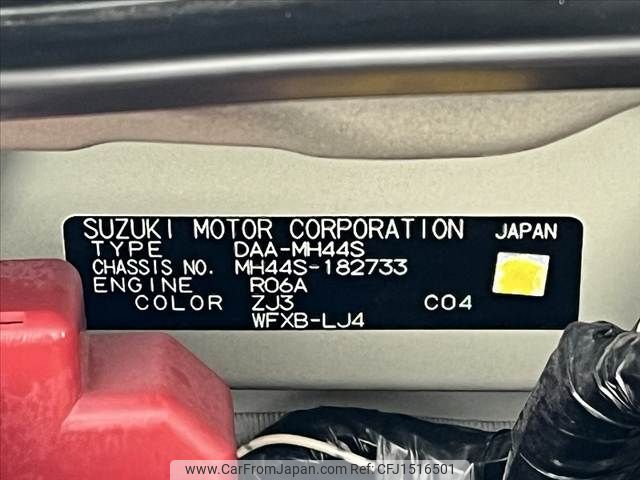 SUZUKI MOTOR CORPORATION JAPAN
TYPE DAA-MH44S
CHASSIS NO. MH44S-182733
ENGINE R06A
COLOR ZJ3 C04
WFXB-LJ4
www.CarFromJapan.com - CFJ1516501